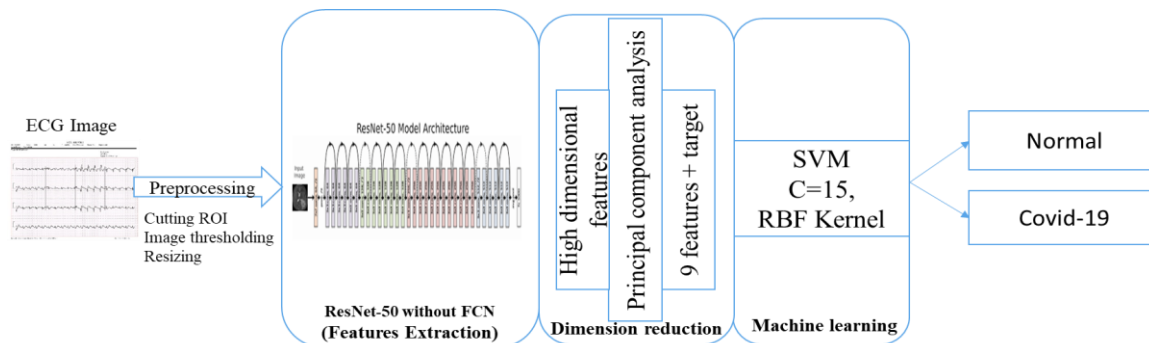 ECG Image
Preprocessing
Cutting ROI
Image thresholding
Resizing
ResNet-50 Model Architecture
Input
Image
ResNet-50 without FCN
(Features Extraction)
High dimensional
features
Principal component analysis
9 features + target
Dimension reduction
SVM
C=15,
RBF Kernel
Machine learning
Normal
Covid-19